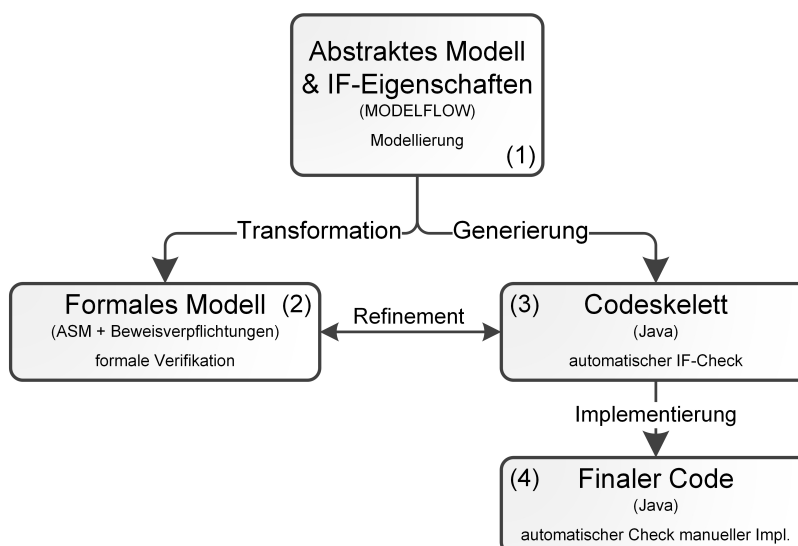 Abstraktes Modell
& IF-Eigenschaften
(MODELFLOW)
Modellierung
(1)
Transformation
Generierung
Formales Modell
(2)
(ASM + Beweisverpflichtungen)
formale Verifikation
Refinement
(3)
Codeskelett
(Java)
automatischer IF-Check
Implementierung
(4)
Finaler Code
(Java)
automatischer Check manueller Impl.